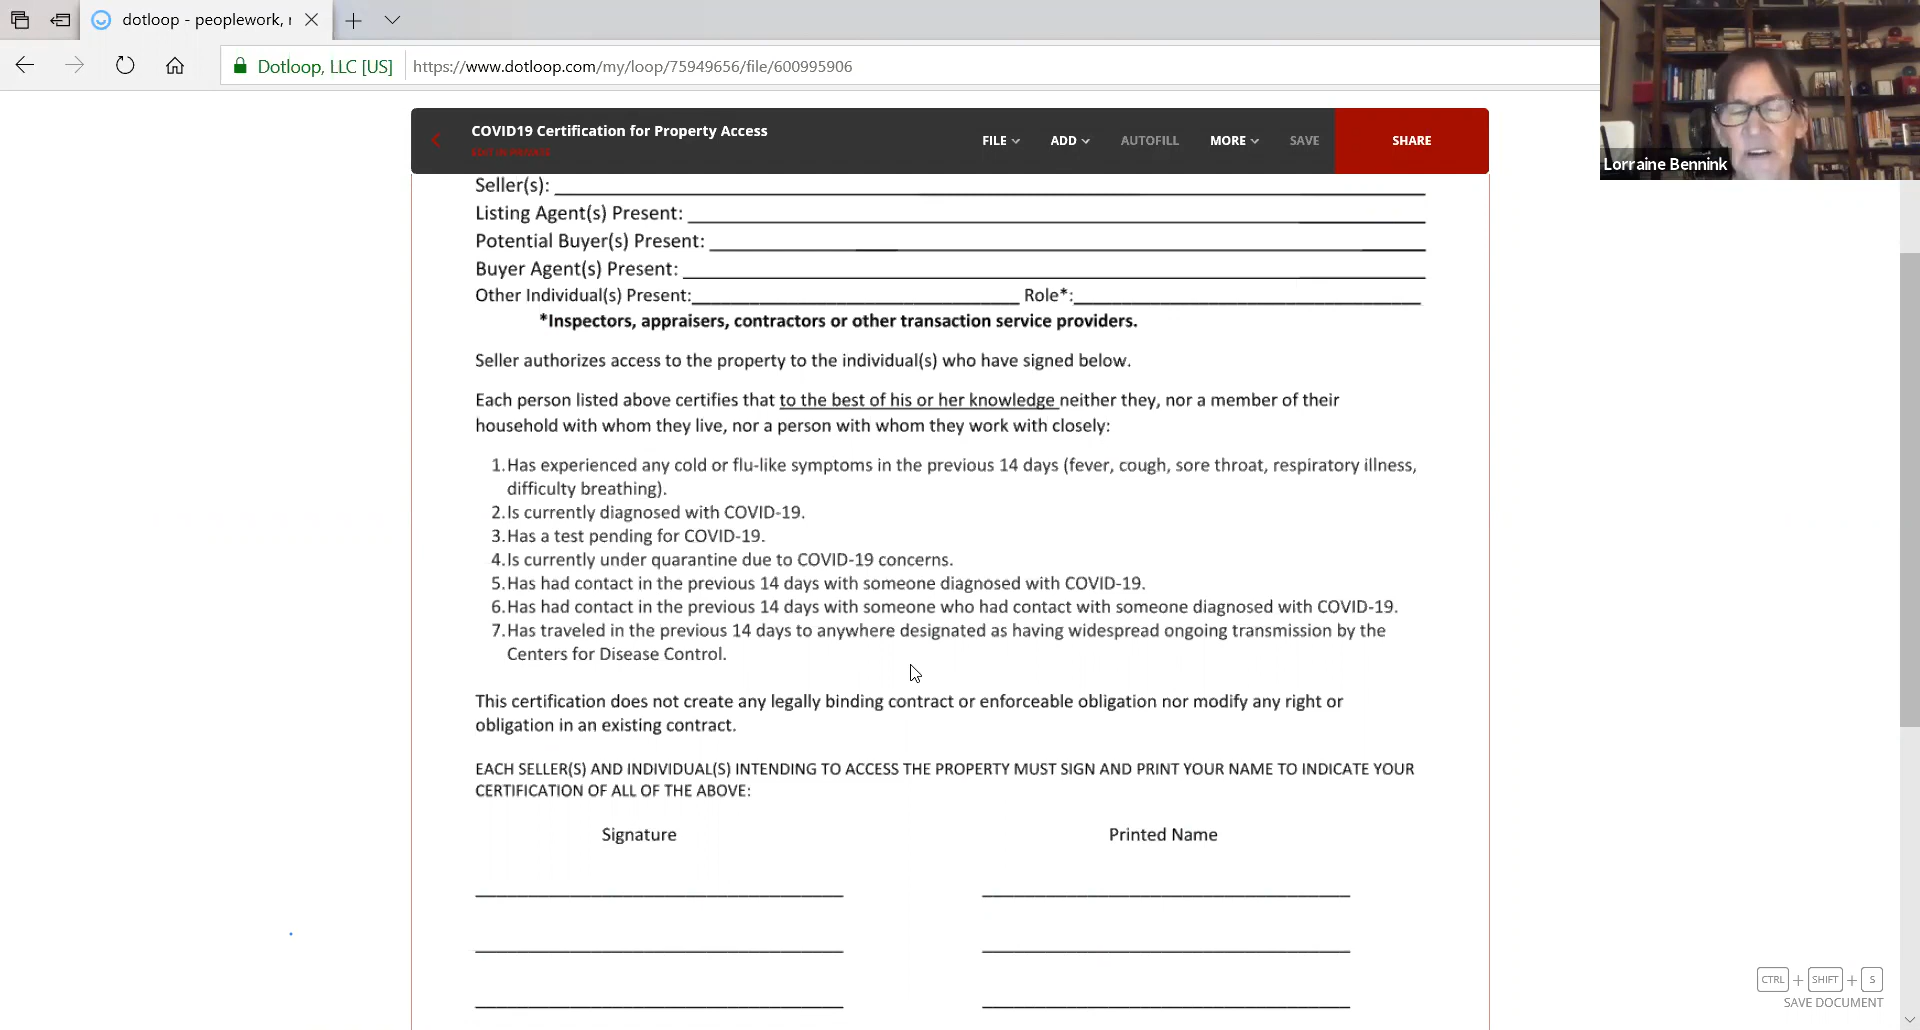 dotloop - peoplework, r
Dotloop, LLC [US]
https://www.dotloop.com/my/loop/75949656/file/600995906
Lorraine Bennink
COVID19 Certification for Property Access
EDIT IN PRIVATE
FILE
ADD
AUTOFILL
MORE
SAVE
SHARE
Seller(s):
Listing Agent(s) Present:
Potential Buyer(s) Present:
Buyer Agent(s) Present:
Other Individual(s) Present: Role*:
*Inspectors, appraisers, contractors or other transaction service providers.
Seller authorizes access to the property to the individual(s) who have signed below.
Each person listed above certifies that to the best of his or her knowledge neither they, nor a member of their
household with whom they live, nor a person with whom they work with closely:
1. Has experienced any cold or flu-like symptoms in the previous 14 days (fever, cough, sore throat, respiratory illness,
difficulty breathing).
2. Is currently diagnosed with COVID-19.
3. Has a test pending for COVID-19.
4. Is currently under quarantine due to COVID-19 concerns.
5. Has had contact in the previous 14 days with someone diagnosed with COVID-19.
6. Has had contact in the previous 14 days with someone who had contact with someone diagnosed with COVID-19.
7. Has traveled in the previous 14 days to anywhere designated as having widespread ongoing transmission by the
Centers for Disease Control.
This certification does not create any legally binding contract or enforceable obligation nor modify any right or
obligation in an existing contract.
EACH SELLER(S) AND INDIVIDUAL(S) INTENDING TO ACCESS THE PROPERTY MUST SIGN AND PRINT YOUR NAME TO INDICATE YOUR
CERTIFICATION OF ALL OF THE ABOVE:
Signature Printed Name
CTRL + SHIFT + S
SAVE DOCUMENT